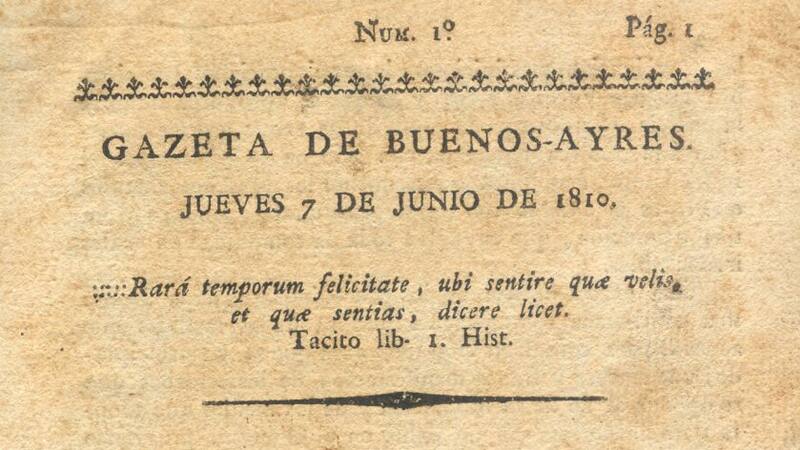 Num. 1º Pág. 1
GAZETA DE BUENOS-AYRES.
JUEVES 7 DE JUNIO DE 1810.
::::::Rará temporum felicitate, ubi sentire quæ velis,
et quæ sentias, dicere licet.
Tacito lib- 1. Hist.